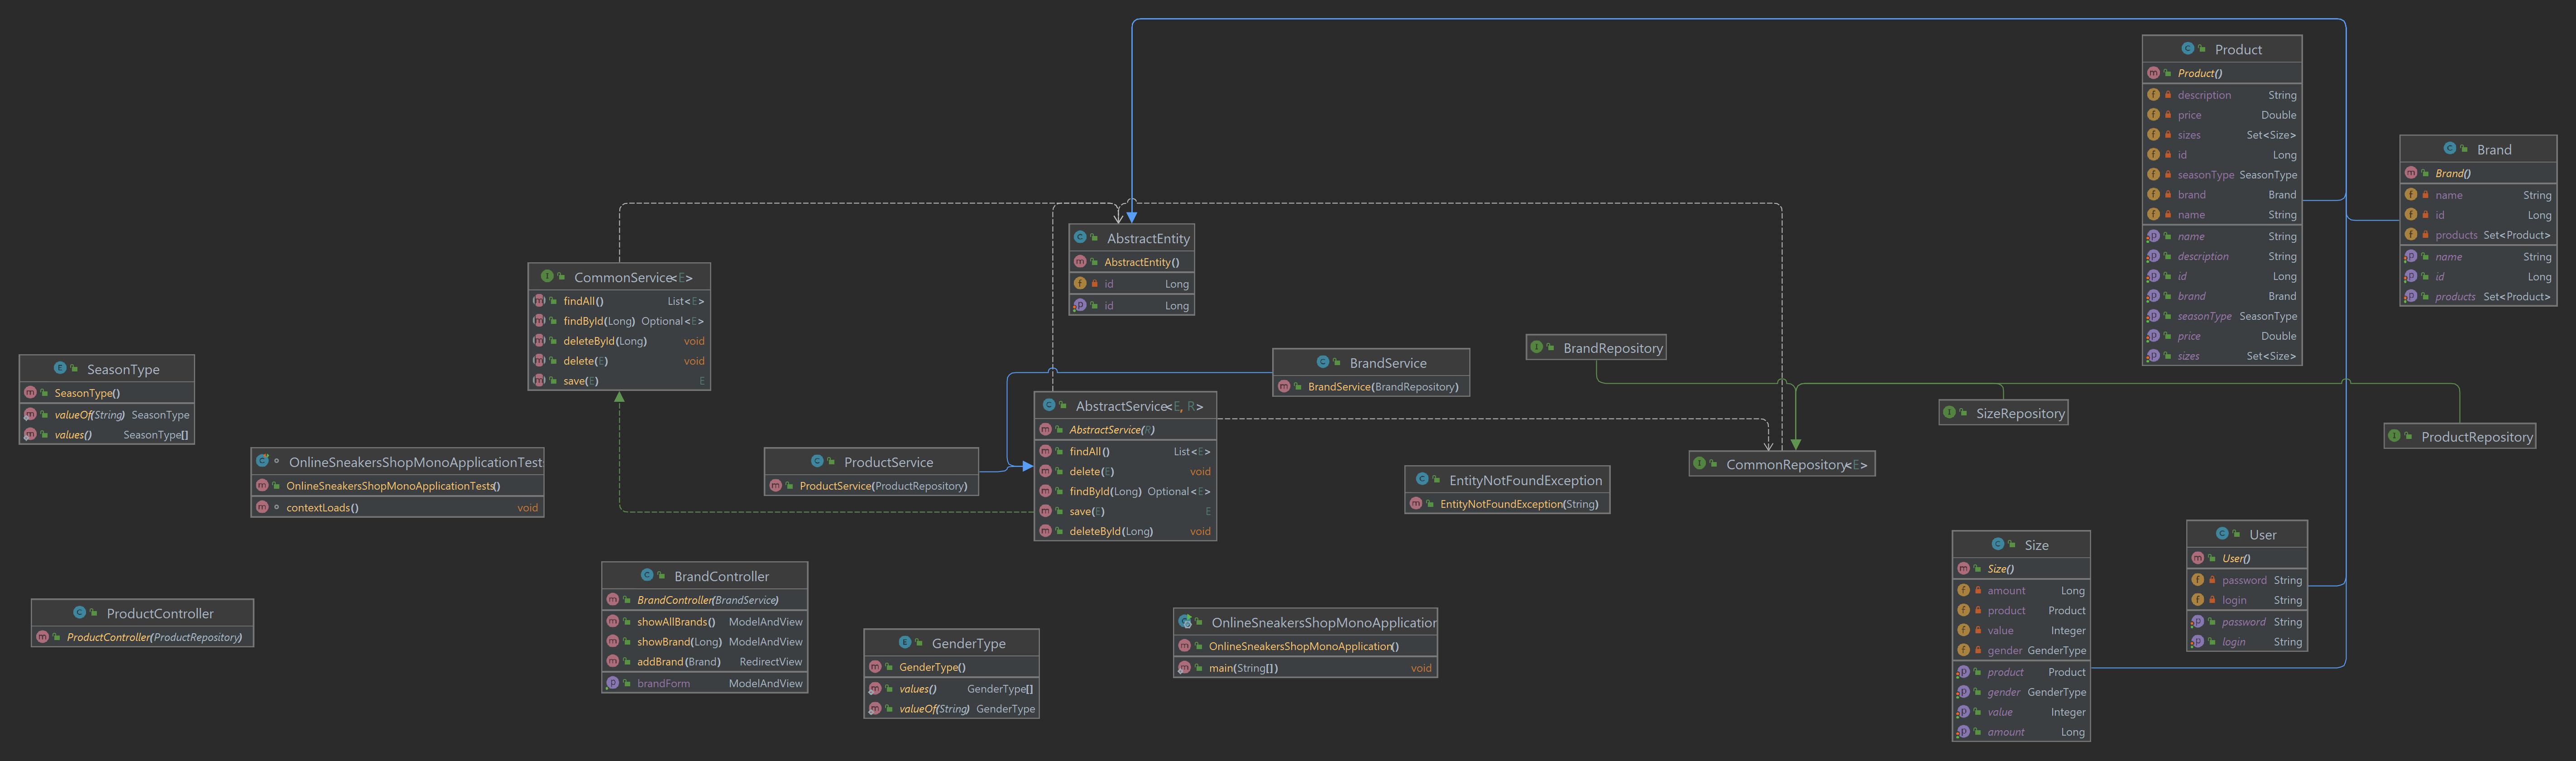 Product
Product()
description String
price Double
sizes Set<Size>
id Long
seasonType SeasonType
brand Brand
name String
name String
description String
id Long
brand Brand
seasonType SeasonType
price Double
sizes Set<Size>
Brand
Brand()
name String
id Long
products Set<Product>
name String
id Long
products Set<Product>
AbstractEntity
AbstractEntity()
id Long
id Long
CommonService<E>
findAll() List<E>
findById(Long) Optional<E>
deleteById(Long) void
delete(E) void
save(E) E
SeasonType
SeasonType()
valueOf(String) SeasonType
values() SeasonType[]
BrandService
BrandService(BrandRepository)
BrandRepository
AbstractService<E, R>
AbstractService(R)
findAll() List<E>
delete(E) void
findById(Long) Optional<E>
save(E) E
deleteById(Long) void
SizeRepository
ProductRepository
OnlineSneakersShopMonoApplicationTest
OnlineSneakersShopMonoApplicationTests()
contextLoads() void
ProductService
ProductService(ProductRepository)
EntityNotFoundException
EntityNotFoundException(String)
CommonRepository<E>
Size
Size()
amount Long
product Product
value Integer
gender GenderType
product Product
gender GenderType
value Integer
amount Long
User
User()
password String
login String
password String
login String
BrandController
BrandController(BrandService)
showAllBrands() ModelAndView
showBrand(Long) ModelAndView
addBrand(Brand) RedirectView
brandForm ModelAndView
ProductController
ProductController(ProductRepository)
GenderType
GenderType()
values() GenderType[]
valueOf(String) GenderType
OnlineSneakersShopMonoApplication
OnlineSneakersShopMonoApplication()
main(String[]) void